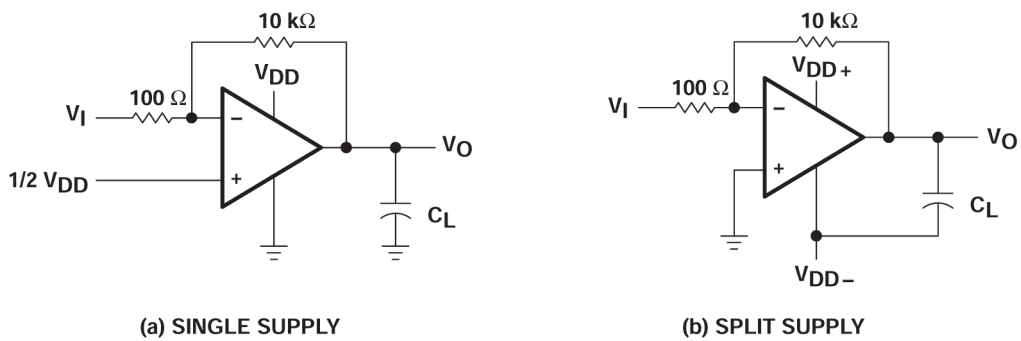 10 kΩ
VDD
100 Ω
VI
−
VO
1/2 VDD
+
CL
(a) SINGLE SUPPLY
10 kΩ
VDD+
100 Ω
VI
−
VO
+
CL
VDD−
(b) SPLIT SUPPLY